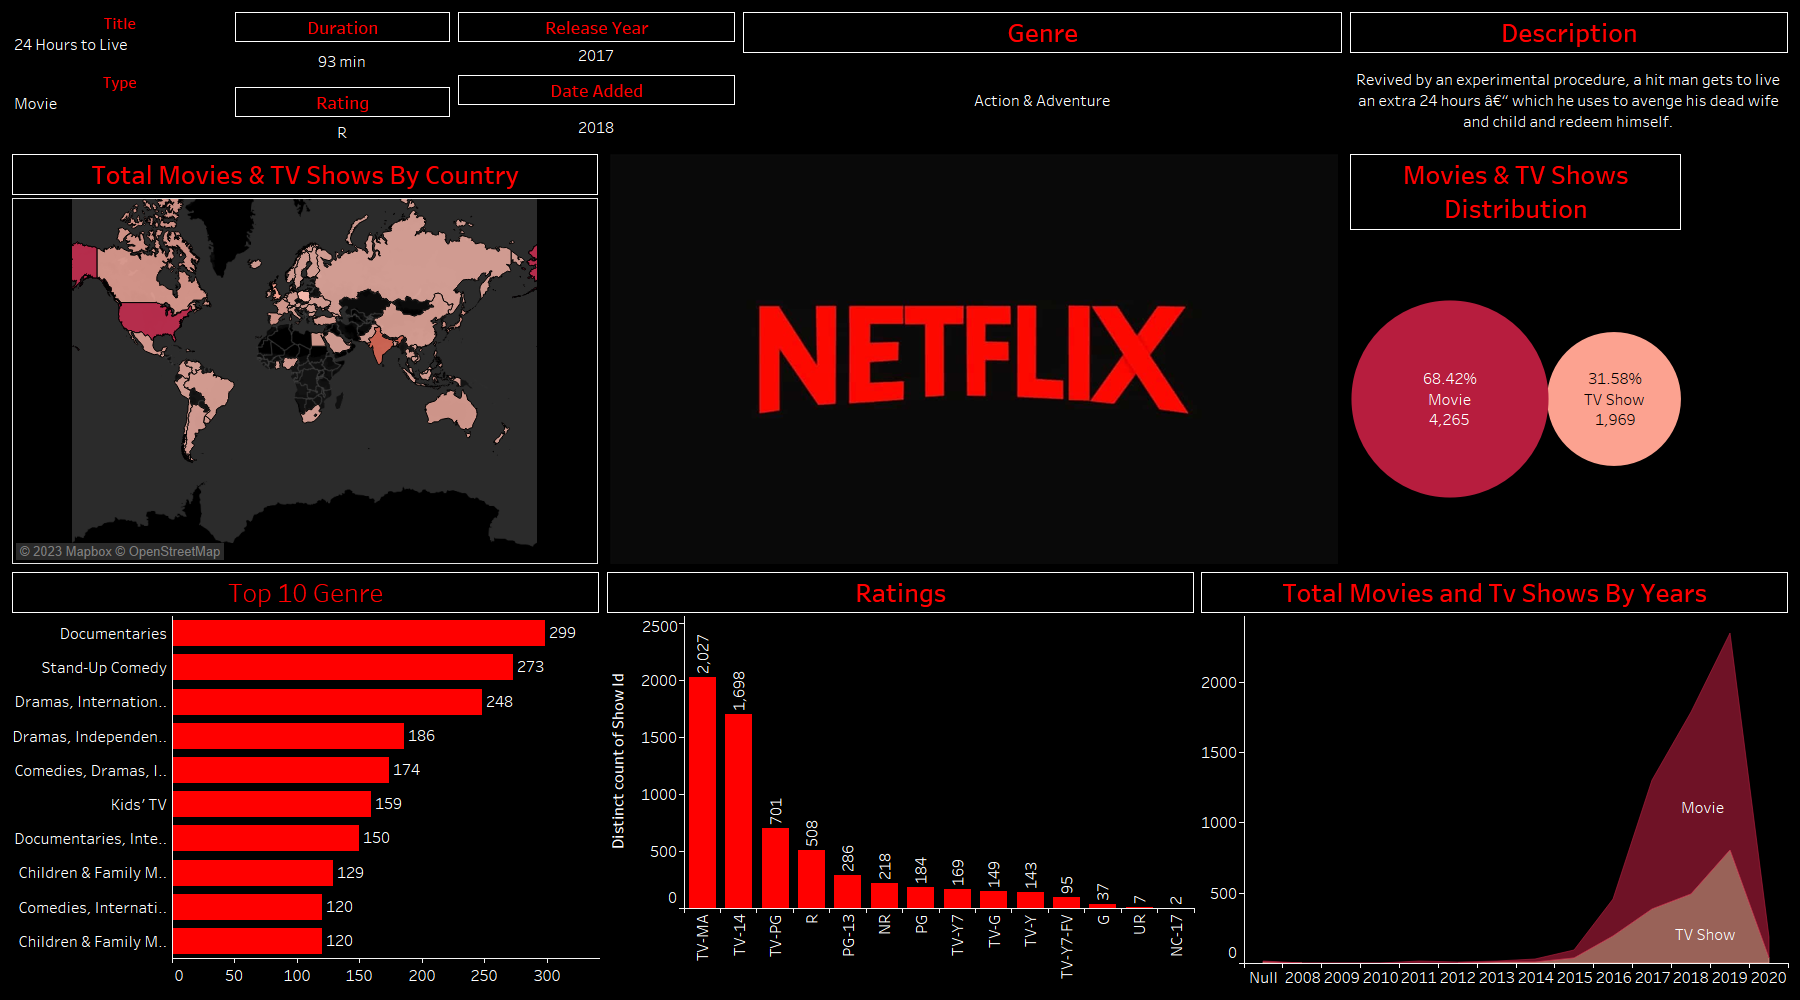 Title
24 Hours to Live
Type
Movie
Duration
93 min
Rating
R
Release Year
2017
Date Added
2018
Genre
Action & Adventure
Description
Revived by an experimental procedure, a hit man gets to live
an extra 24 hours â€“ which he uses to avenge his dead wife
and child and redeem himself.
Total Movies & TV Shows By Country
© 2023 Mapbox © OpenStreetMap
NETFLIX
Movies & TV Shows
Distribution
68.42%
Movie
4,265
31.58%
TV Show
1,969
Top 10 Genre
Documentaries 299
Stand-Up Comedy 273
Dramas, Internation.. 248
Dramas, Independen.. 186
Comedies, Dramas, I.. 174
Kids' TV 159
Documentaries, Inte.. 150
Children & Family M.. 129
Comedies, Internati.. 120
Children & Family M.. 120
0 50 100 150 200 250 300
Ratings
Distinct count of Show Id
2500
2000
1500
1000
500
0
2,027 1,698 701 508 286 218 184 169 149 143 95 37 7 2
TV-MA TV-14 TV-PG R PG-13 NR PG TV-Y7 TV-G TV-Y TV-Y7-FV G UR NC-17
Total Movies and Tv Shows By Years
2000
1500
1000
500
0
Movie
TV Show
Null 2008 2009 2010 2011 2012 2013 2014 2015 2016 2017 2018 2019 2020